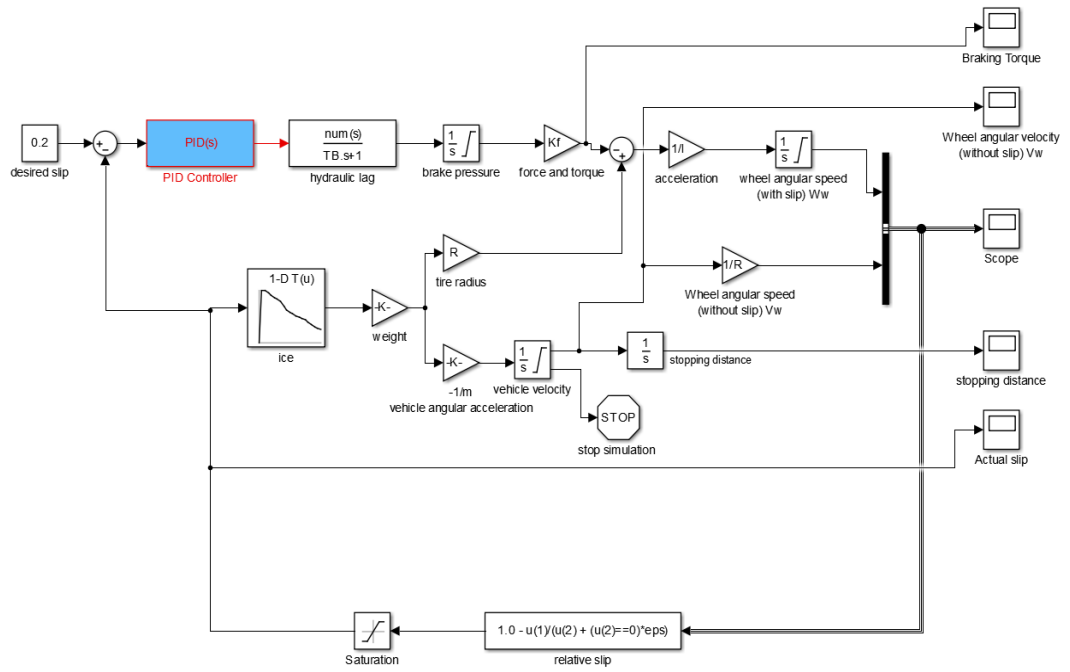 Braking Torque
Wheel angular velocity
(without slip) Vw
0.2
desired slip
PID(s)
PID Controller
num(s)
TB.s+1
hydraulic lag
1
s
brake pressure
Kf
force and torque
1/I
acceleration
1
s
wheel angular speed
(with slip) Ww
Scope
R
tire radius
1/R
Wheel angular speed
(without slip) Vw
1-D T(u)
ice
-K-
weight
-K-
-1/m
vehicle angular acceleration
1
s
vehicle velocity
1
s
stopping distance
stopping distance
STOP
stop simulation
Actual slip
Saturation
1.0 - u(1)/(u(2) + (u(2)==0)*eps)
relative slip